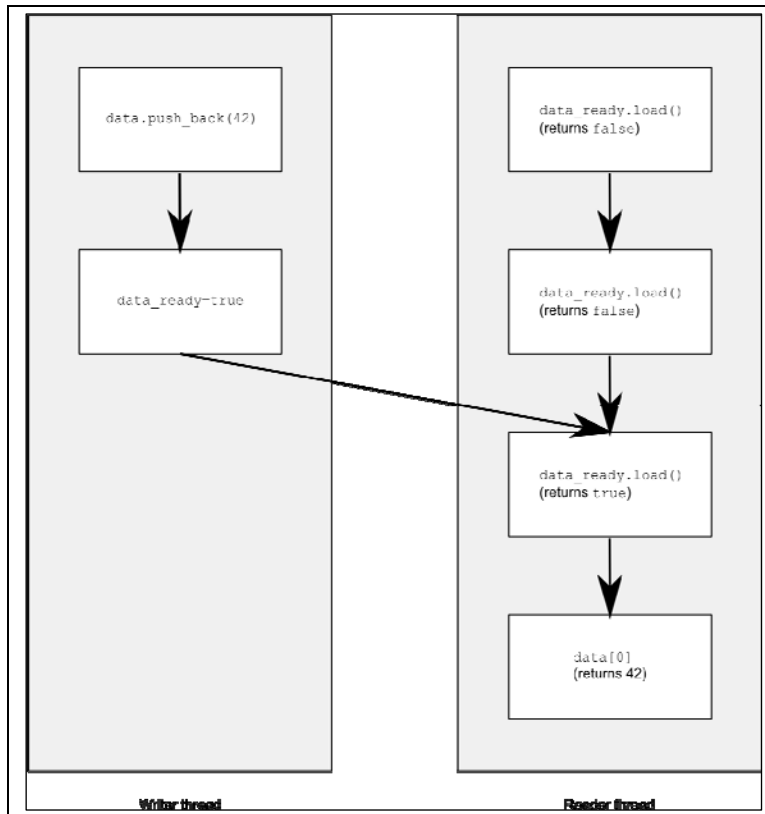 data.push_back(42)
data_ready=true
Writer thread
data_ready.load()
(returns false)
data_ready.load()
(returns false)
data_ready.load()
(returns true)
data[0]
(returns 42)
Reader thread